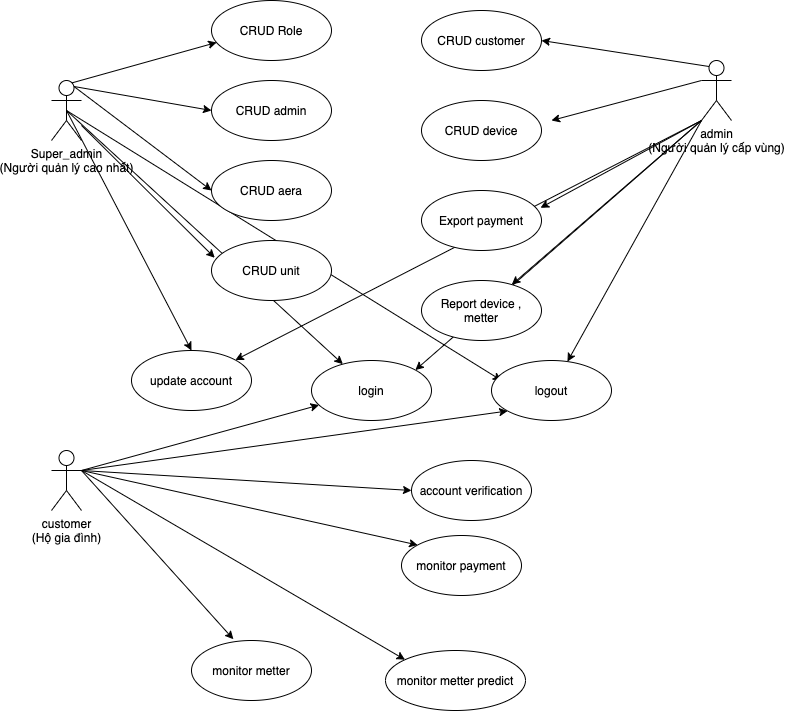 CRUD Role
CRUD customer
CRUD admin
CRUD device
admin
(Người quản lý cấp vùng)
Super_admin
(Người quản lý cao nhất)
CRUD aera
Export payment
CRUD unit
Report device ,
metter
update account
login
logout
customer
(Hộ gia đình)
account verification
monitor payment
monitor metter
monitor metter predict